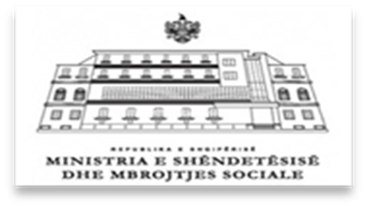 REPUBLIKA E SHQIPËRISË
MINISTRIA E SHËNDETËSISË
DHE MBROJTJES SOCIALE